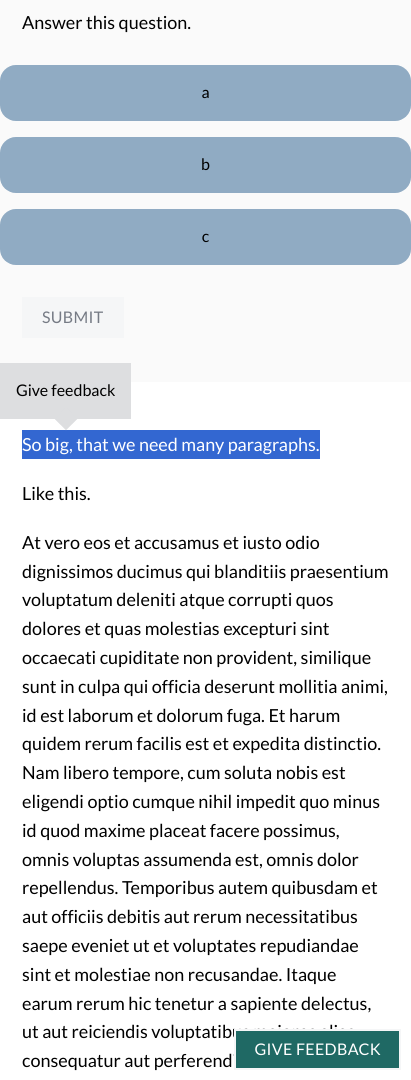 Answer this question.
a
b
c
SUBMIT
Give feedback
So big, that we need many paragraphs.
Like this.
At vero eos et accusamus et iusto odio
dignissimos ducimus qui blanditiis praesentium
voluptatum deleniti atque corrupti quos
dolores et quas molestias excepturi sint
occaecati cupiditate non provident, similique
sunt in culpa qui officia deserunt mollitia animi,
id est laborum et dolorum fuga. Et harum
quidem rerum facilis est et expedita distinctio.
Nam libero tempore, cum soluta nobis est
eligendi optio cumque nihil impedit quo minus
id quod maxime placeat facere possimus,
omnis voluptas assumenda est, omnis dolor
repellendus. Temporibus autem quibusdam et
aut officiis debitis aut rerum necessitatibus
saepe eveniet ut et voluptates repudiandae
sint et molestiae non recusandae. Itaque
earum rerum hic tenetur a sapiente delectus,
ut aut reiciendis
consequatur aut
GIVE FEEDBACK